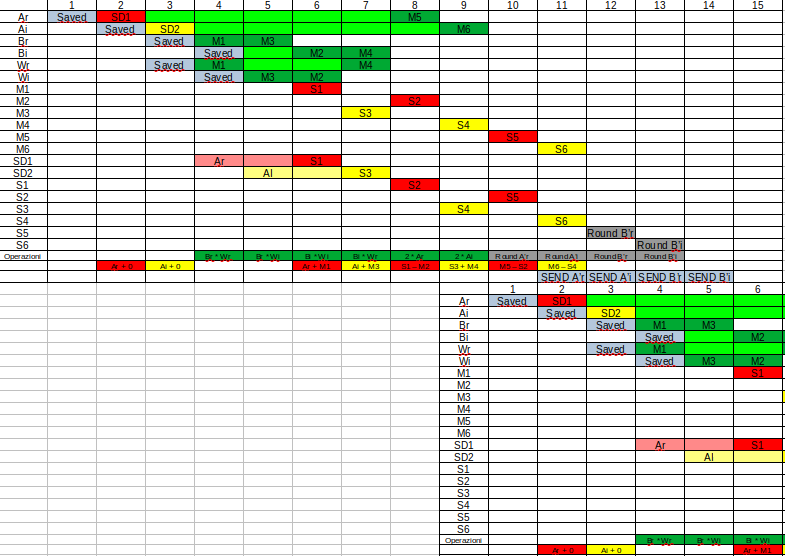 1 2 3 4 5 6 7 8 9 10 11 12 13 14 15
Ar Saved SD1 M5
Ai Saved SD2 M6
Br Saved M1 M3
Bi Saved M2 M4
Wr Saved M1 M4
Wi Saved M3 M2
M1 S1
M2 S2
M3 S3
M4 S4
M5 S5
M6 S6
SD1 Ar S1
SD2 AI S3
S1 S2
S2 S5
S3 S4
S4 S6
S5 Round B'r
S6 Round B'i
Operazioni Br * Wr Br * Wi Bi * Wi Bi * Wr 2 * Ar 2 * Ai Round A'r Round A'i Round B'r Round B'i
Ar + 0 Ai + 0 Ar + M1 Ai + M3 S1 – M2 S3 + M4 M5 – S2 M6 – S4
SEND A'r SEND A'i SEND B'r SEND B'i
1 2 3 4 5 6
Ar Saved SD1
Ai Saved SD2
Br Saved M1 M3
Bi Saved M2
Wr Saved M1
Wi Saved M3 M2
M1 S1
M2
M3
M4
M5
M6
SD1 Ar S1
SD2 AI
S1
S2
S3
S4
S5
S6
Operazioni Br * Wr Br * Wi Bi * Wi
Ar + 0 Ai + 0 Ar + M1